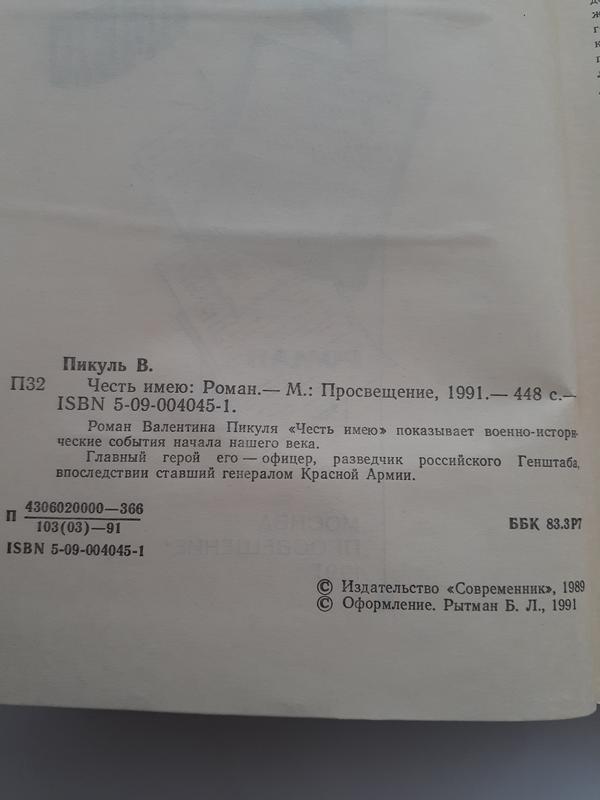 Пикуль В.
П32 Честь имею: Роман.— М.: Просвещение, 1991.— 448 с.—
ISBN 5-09-004045-1.
Роман Валентина Пикуля «Честь имею» показывает военно-истори-
ческие события начала нашего века.
Главный герой его — офицер, разведчик российского Генштаба,
впоследствии ставший генералом Красной Армии.
П 4306020000—366
103(03)—91
ББК 83.3Р7
ISBN 5-09-004045-1
© Издательство «Современник», 1989
© Оформление. Рытман Б. Л., 1991